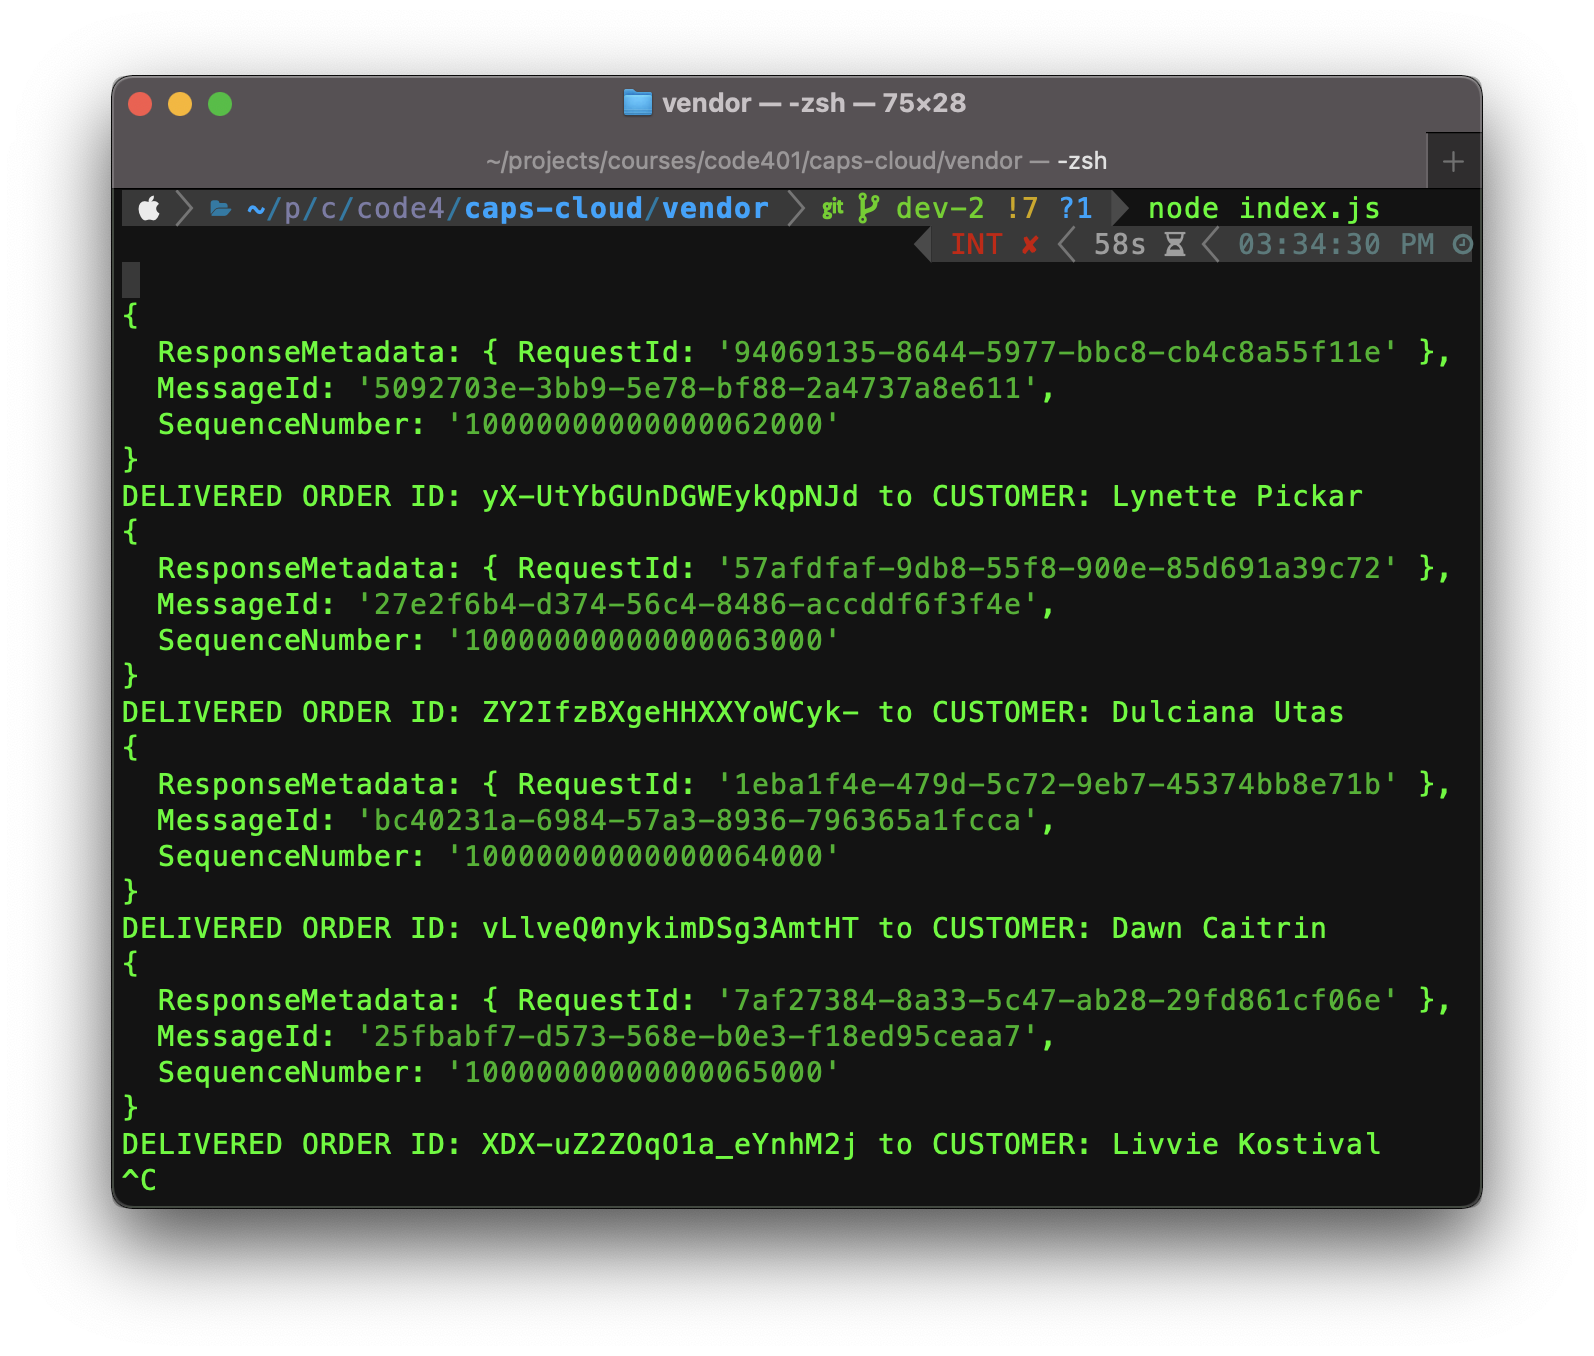 vendor — -zsh — 75×28
~/projects/courses/code401/caps-cloud/vendor — -zsh
~/p/c/code4/caps-cloud/vendor git dev-2 !7 ?1 node index.js
INT ✘ 58s 03:34:30 PM
{
ResponseMetadata: { RequestId: '94069135-8644-5977-bbc8-cb4c8a55f11e' },
MessageId: '5092703e-3bb9-5e78-bf88-2a4737a8e611',
SequenceNumber: '10000000000000062000'
}
DELIVERED ORDER ID: yX-UtYbGUnDGWEykQpNJd to CUSTOMER: Lynette Pickar
{
ResponseMetadata: { RequestId: '57afdfaf-9db8-55f8-900e-85d691a39c72' },
MessageId: '27e2f6b4-d374-56c4-8486-accddf6f3f4e',
SequenceNumber: '10000000000000063000'
}
DELIVERED ORDER ID: ZY2IfzBXgeHHXXYoWCyk- to CUSTOMER: Dulciana Utas
{
ResponseMetadata: { RequestId: '1eba1f4e-479d-5c72-9eb7-45374bb8e71b' },
MessageId: 'bc40231a-6984-57a3-8936-796365a1fcca',
SequenceNumber: '10000000000000064000'
}
DELIVERED ORDER ID: vLlveQ0nykimDSg3AmtHT to CUSTOMER: Dawn Caitrin
{
ResponseMetadata: { RequestId: '7af27384-8a33-5c47-ab28-29fd861cf06e' },
MessageId: '25fbabf7-d573-568e-b0e3-f18ed95ceaa7',
SequenceNumber: '10000000000000065000'
}
DELIVERED ORDER ID: XDX-uZ2ZOqO1a_eYnhM2j to CUSTOMER: Livvie Kostival
^C